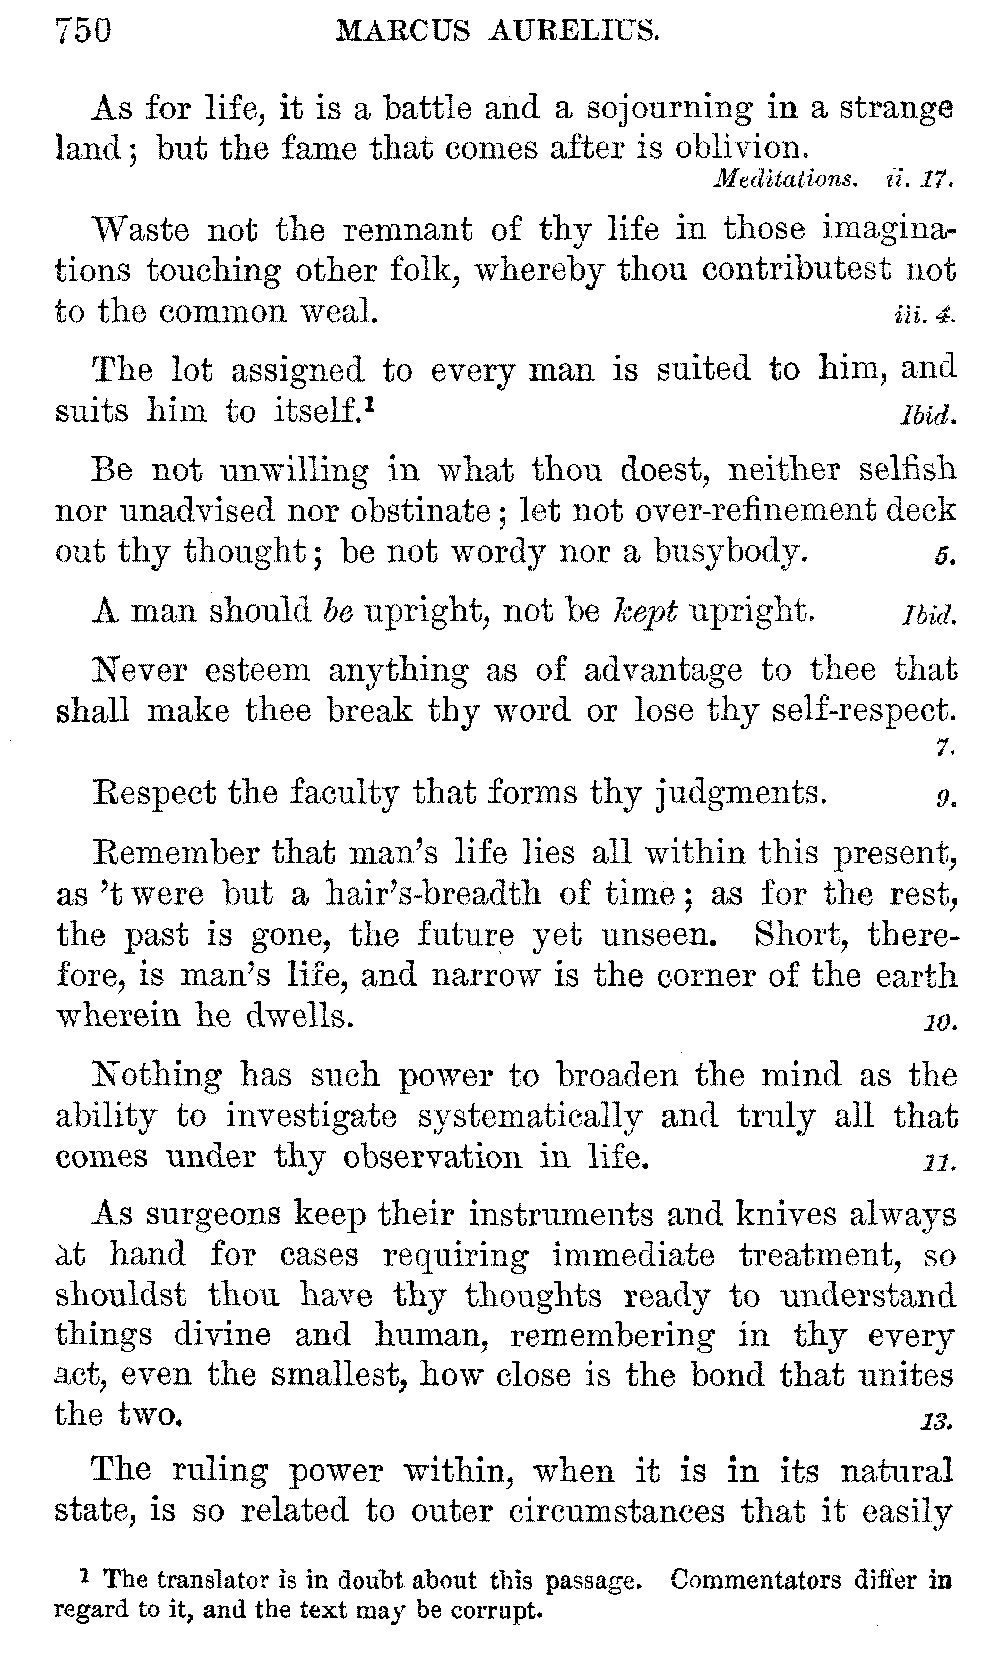 750 MARCUS AURELIUS.
As for life, it is a battle and a sojourning in a strange
land; but the fame that comes after is oblivion.
Meditations. ii. 17.
Waste not the remnant of thy life in those imagina-
tions touching other folk, whereby thou contributest not
to the common weal. iii. 4.
The lot assigned to every man is suited to him, and
suits him to itself.¹ Ibid.
Be not unwilling in what thou doest, neither selfish
nor unadvised nor obstinate; let not over-refinement deck
out thy thought; be not wordy nor a busybody. 5.
A man should be upright, not be kept upright. Ibid.
Never esteem anything as of advantage to thee that
shall make thee break thy word or lose thy self-respect.
7.
Respect the faculty that forms thy judgments. 9.
Remember that man's life lies all within this present,
as 't were but a hair's-breadth of time; as for the rest,
the past is gone, the future yet unseen. Short, there-
fore, is man's life, and narrow is the corner of the earth
wherein he dwells. 10.
Nothing has such power to broaden the mind as the
ability to investigate systematically and truly all that
comes under thy observation in life. 11.
As surgeons keep their instruments and knives always
at hand for cases requiring immediate treatment, so
shouldst thou have thy thoughts ready to understand
things divine and human, remembering in thy every
act, even the smallest, how close is the bond that unites
the two. 13.
The ruling power within, when it is in its natural
state, is so related to outer circumstances that it easily
¹ The translator is in doubt about this passage. Commentators differ in
regard to it, and the text may be corrupt.